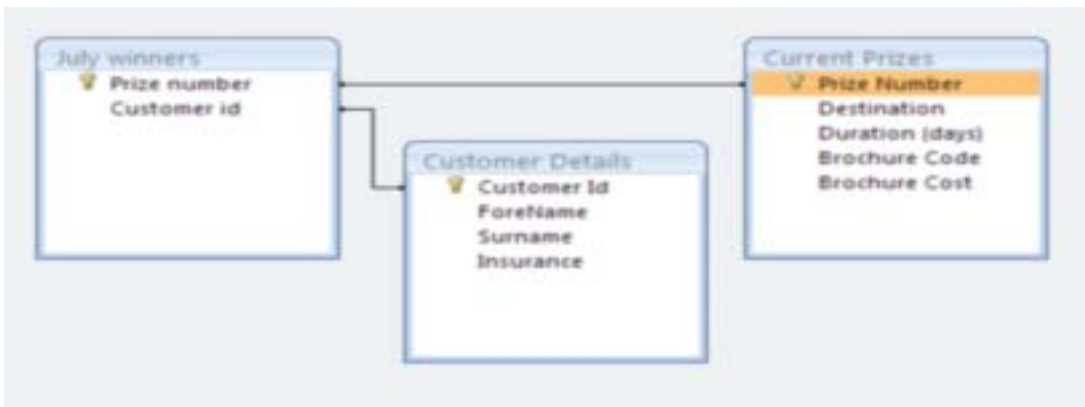 July winners
Prize number
Customer id
Customer Details
Customer Id
ForeName
Surname
Insurance
Current Prizes
Prize Number
Destination
Duration (days)
Brochure Code
Brochure Cost